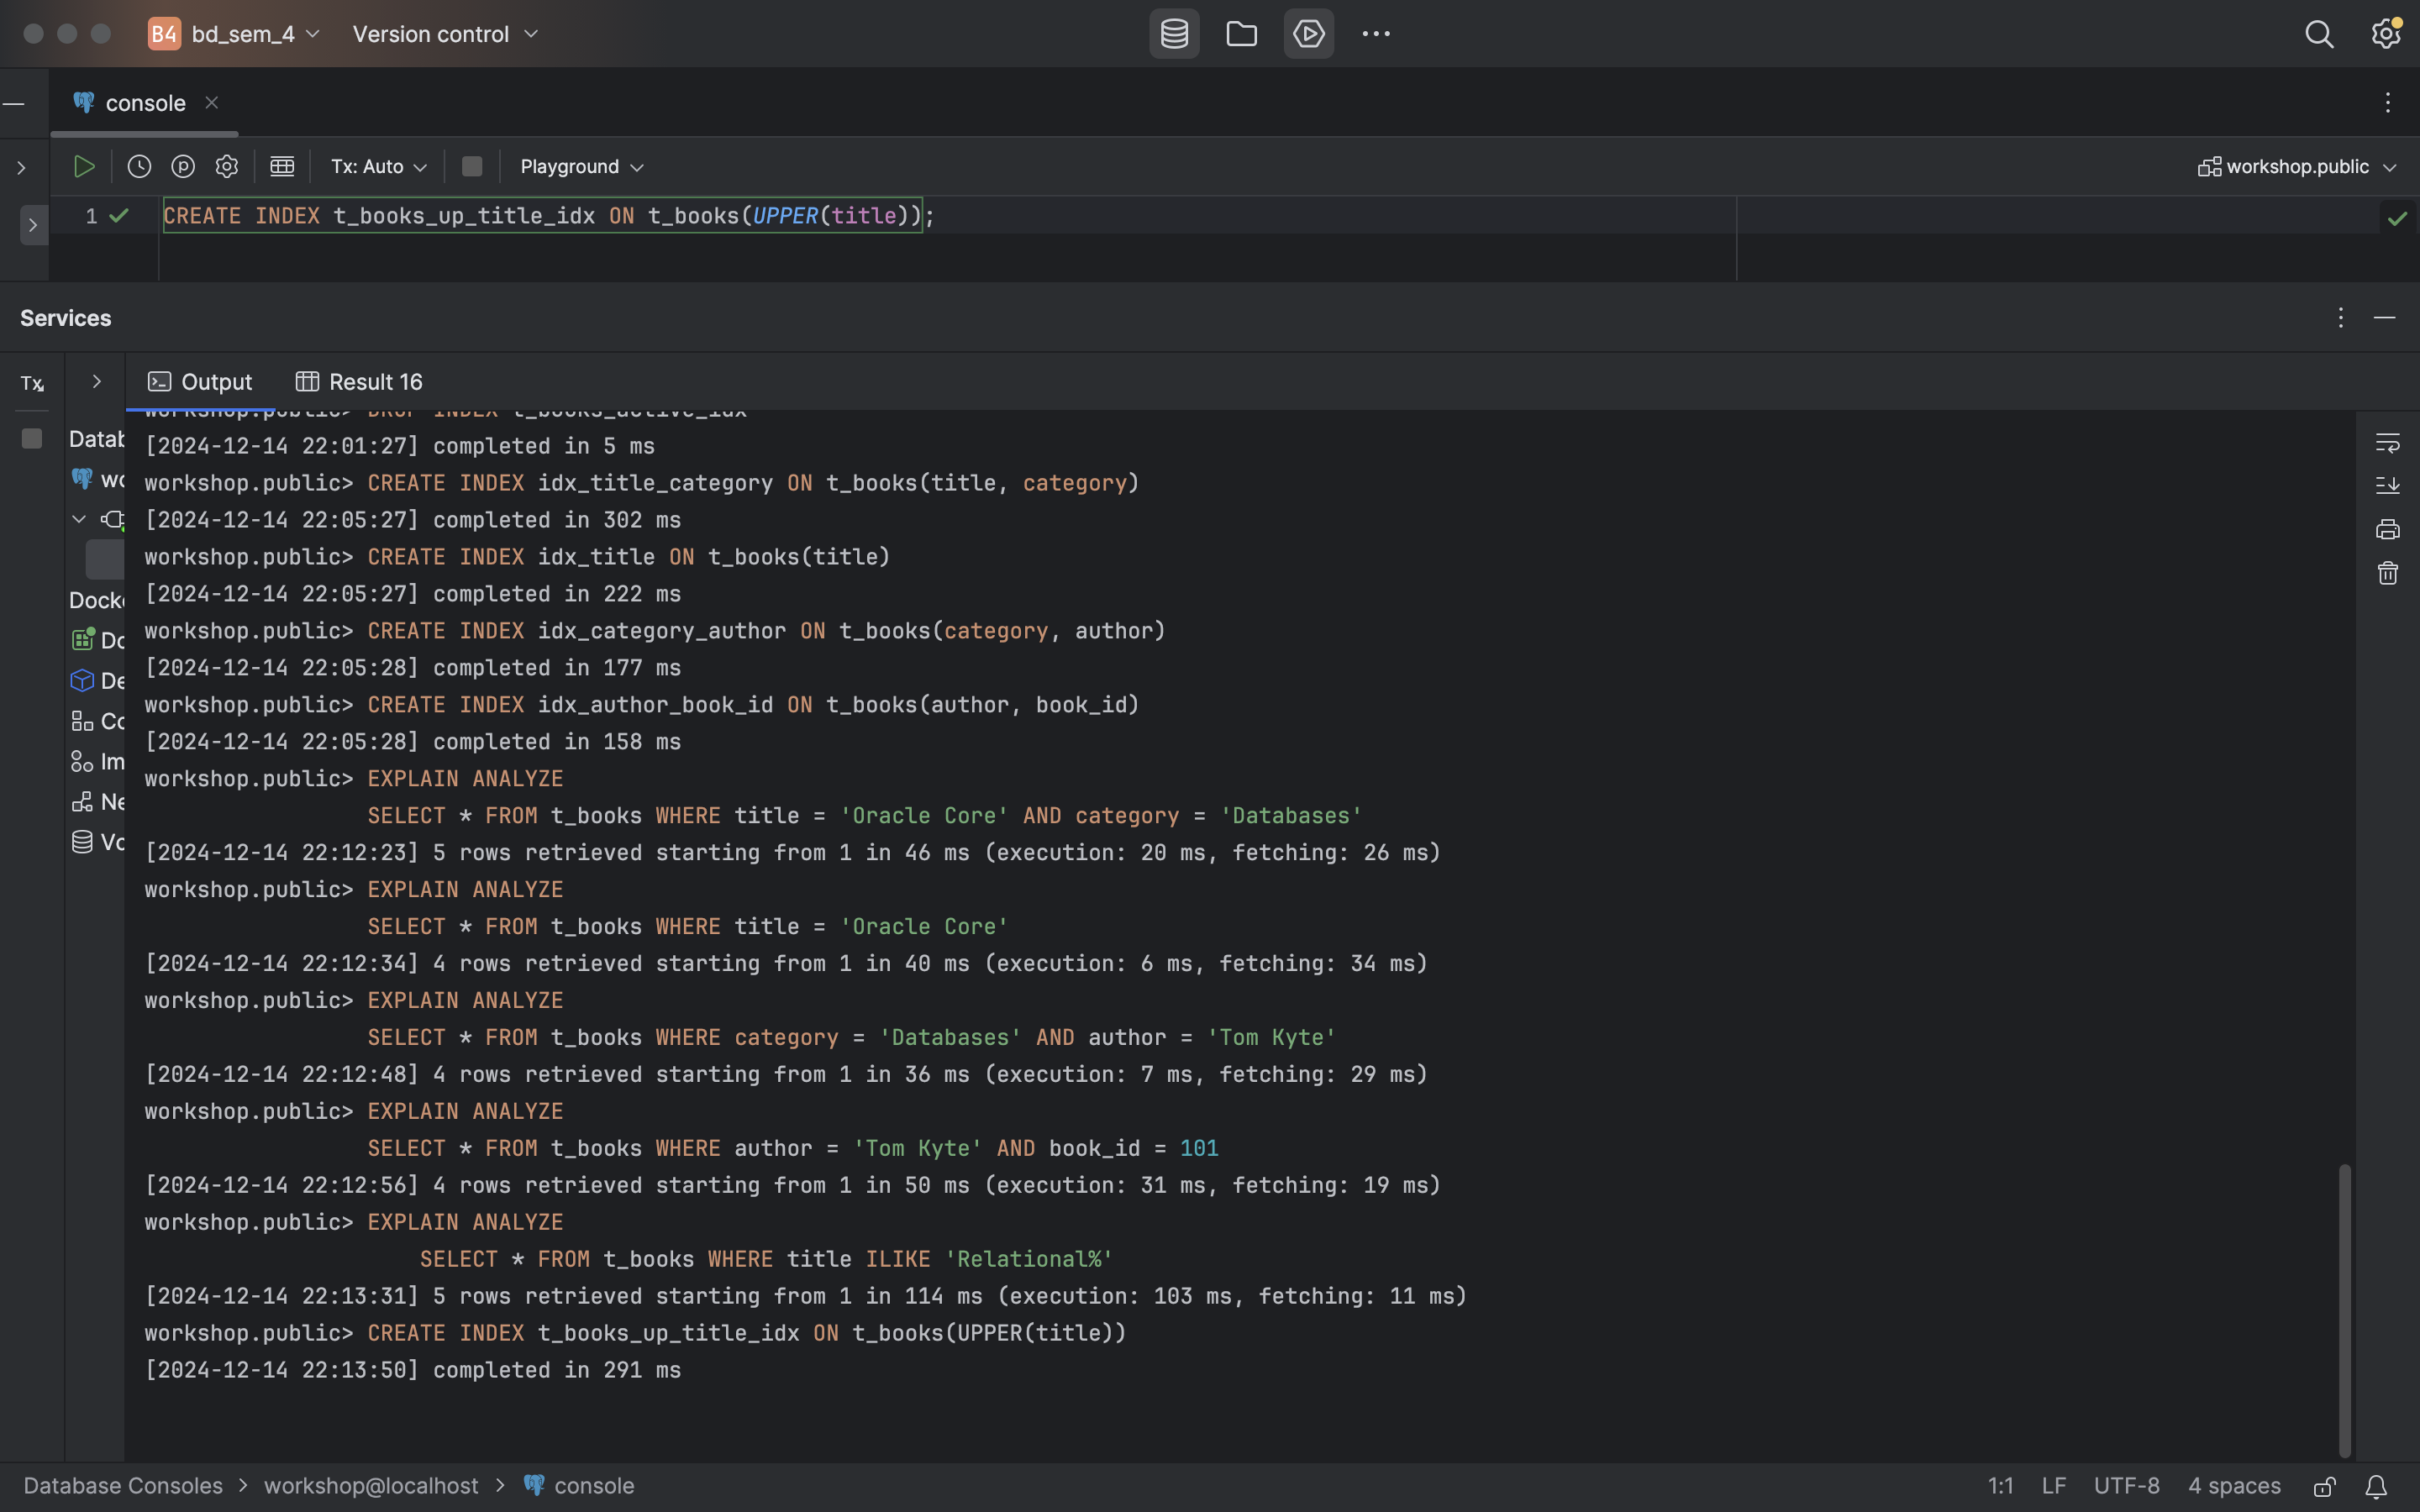 B4 bd_sem_4 Version control
console
Tx: Auto Playground workshop.public
1 CREATE INDEX t_books_up_title_idx ON t_books(UPPER(title));
Services
Tx Output Result 16
workshop.public> DROP INDEX t_books_active_idx
[2024-12-14 22:01:27] completed in 5 ms
workshop.public> CREATE INDEX idx_title_category ON t_books(title, category)
[2024-12-14 22:05:27] completed in 302 ms
workshop.public> CREATE INDEX idx_title ON t_books(title)
[2024-12-14 22:05:27] completed in 222 ms
workshop.public> CREATE INDEX idx_category_author ON t_books(category, author)
[2024-12-14 22:05:28] completed in 177 ms
workshop.public> CREATE INDEX idx_author_book_id ON t_books(author, book_id)
[2024-12-14 22:05:28] completed in 158 ms
workshop.public> EXPLAIN ANALYZE
SELECT * FROM t_books WHERE title = 'Oracle Core' AND category = 'Databases'
[2024-12-14 22:12:23] 5 rows retrieved starting from 1 in 46 ms (execution: 20 ms, fetching: 26 ms)
workshop.public> EXPLAIN ANALYZE
SELECT * FROM t_books WHERE title = 'Oracle Core'
[2024-12-14 22:12:34] 4 rows retrieved starting from 1 in 40 ms (execution: 6 ms, fetching: 34 ms)
workshop.public> EXPLAIN ANALYZE
SELECT * FROM t_books WHERE category = 'Databases' AND author = 'Tom Kyte'
[2024-12-14 22:12:48] 4 rows retrieved starting from 1 in 36 ms (execution: 7 ms, fetching: 29 ms)
workshop.public> EXPLAIN ANALYZE
SELECT * FROM t_books WHERE author = 'Tom Kyte' AND book_id = 101
[2024-12-14 22:12:56] 4 rows retrieved starting from 1 in 50 ms (execution: 31 ms, fetching: 19 ms)
workshop.public> EXPLAIN ANALYZE
SELECT * FROM t_books WHERE title ILIKE 'Relational%'
[2024-12-14 22:13:31] 5 rows retrieved starting from 1 in 114 ms (execution: 103 ms, fetching: 11 ms)
workshop.public> CREATE INDEX t_books_up_title_idx ON t_books(UPPER(title))
[2024-12-14 22:13:50] completed in 291 ms
Datab
wo
Docke
Do
De
Co
Im
Ne
Vo
Database Consoles > workshop@localhost > console 1:1 LF UTF-8 4 spaces